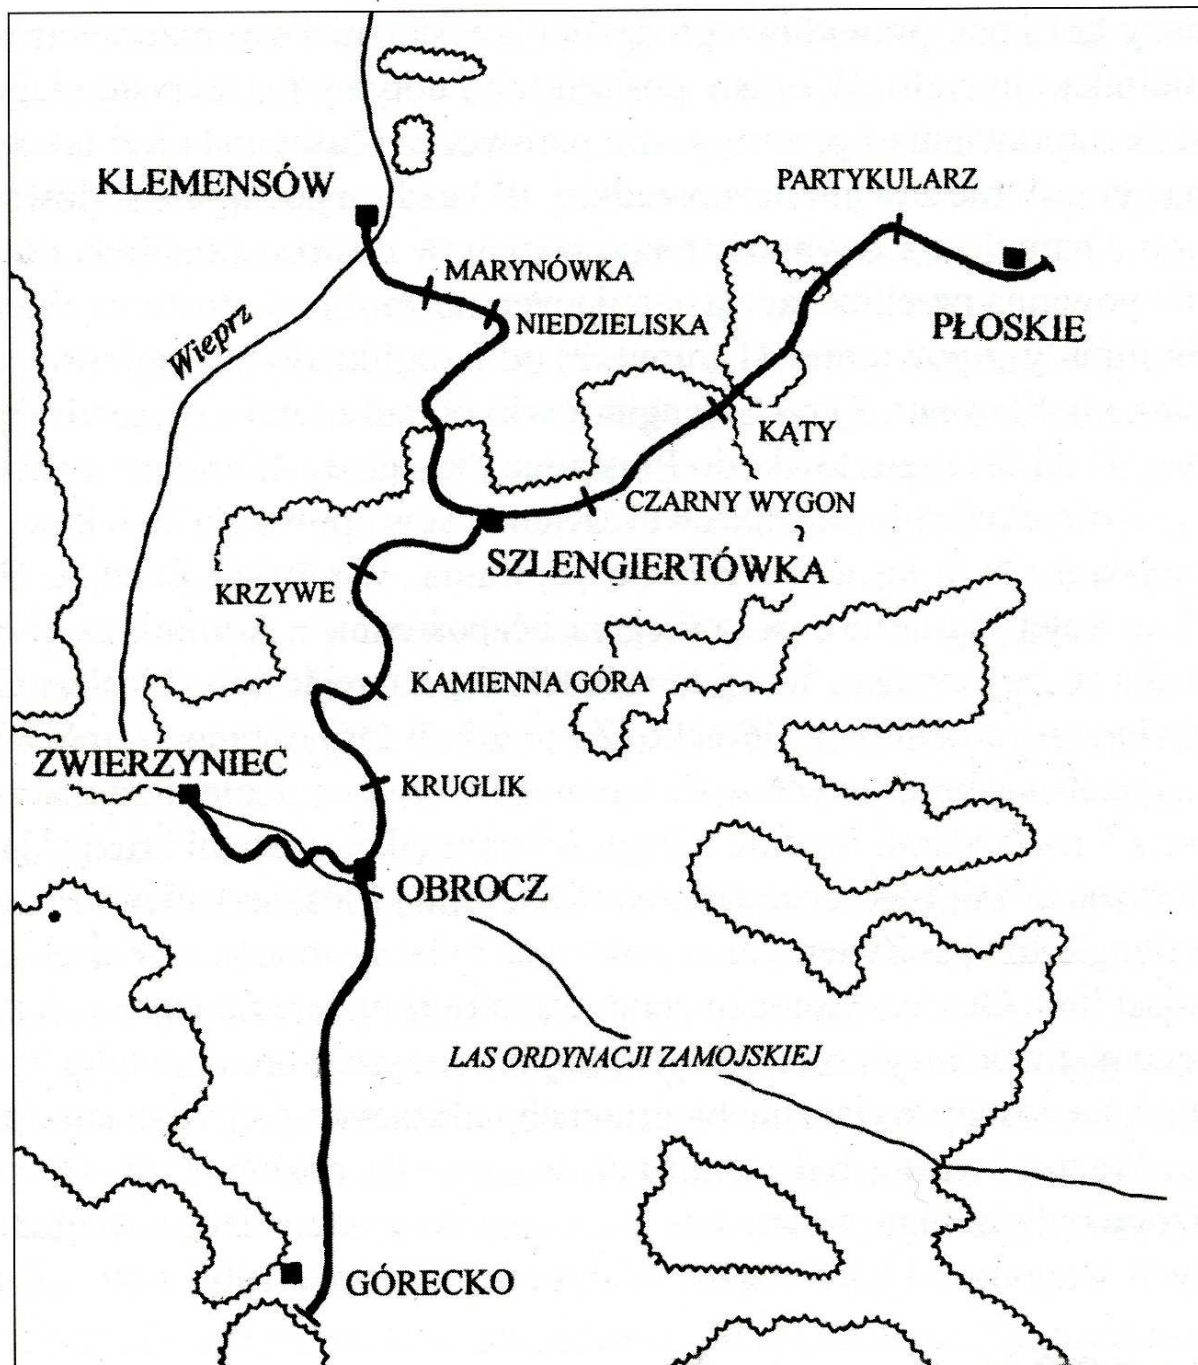 KLEMENSÓW
PARTYKULARZ
MARYNÓWKA
NIEDZIELISKA
PŁOSKIE
Wieprz
KĄTY
CZARNY WYGON
SZLENGIERTÓWKA
KRZYWE
KAMIENNA GÓRA
ZWIERZYNIEC
KRUGLIK
OBROCZ
LAS ORDYNACJI ZAMOJSKIEJ
GÓRECKO